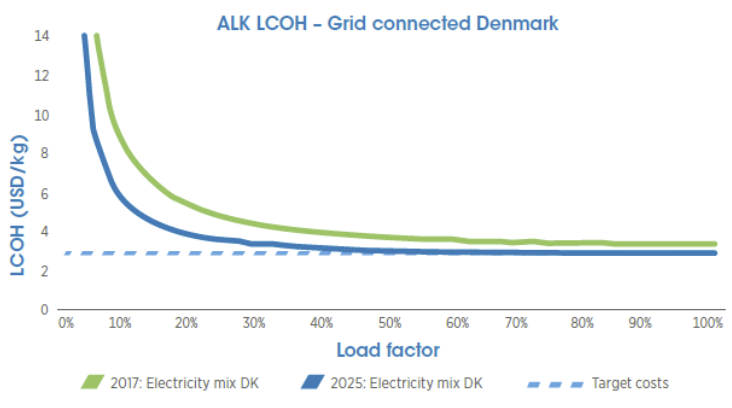 ALK LCOH – Grid connected Denmark
LCOH (USD/kg)
14
12
10
8
6
4
2
0
0% 10% 20% 30% 40% 50% 60% 70% 80% 90% 100%
Load factor
2017: Electricity mix DK 2025: Electricity mix DK Target costs